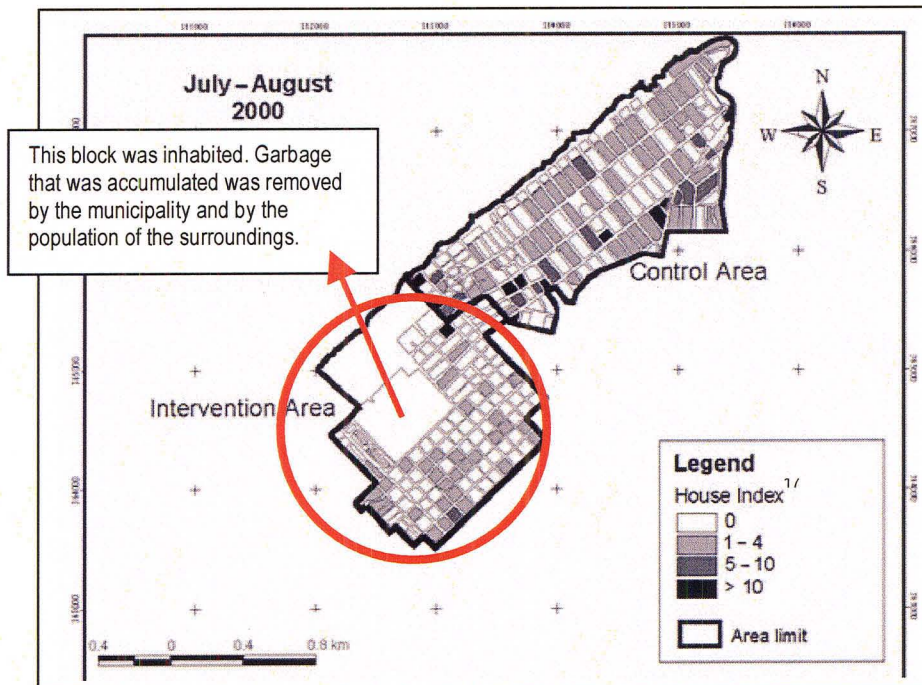 July – August
2000
This block was inhabited. Garbage
that was accumulated was removed
by the municipality and by the
population of the surroundings.
N
W
E
S
Control Area
Intervention Area
Legend
House Index 1/
0
1 – 4
5 – 10
> 10
Area limit
0.4 0 0.4 0.8 km